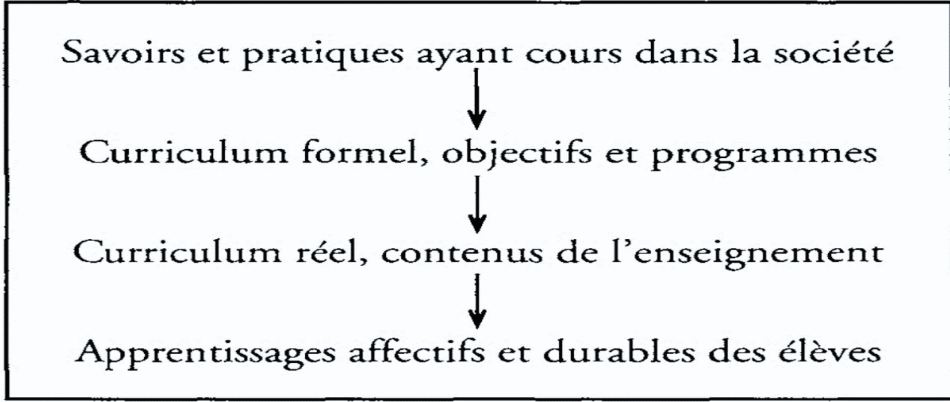 Savoirs et pratiques ayant cours dans la société
Curriculum formel, objectifs et programmes
Curriculum réel, contenus de l'enseignement
Apprentissages affectifs et durables des élèves